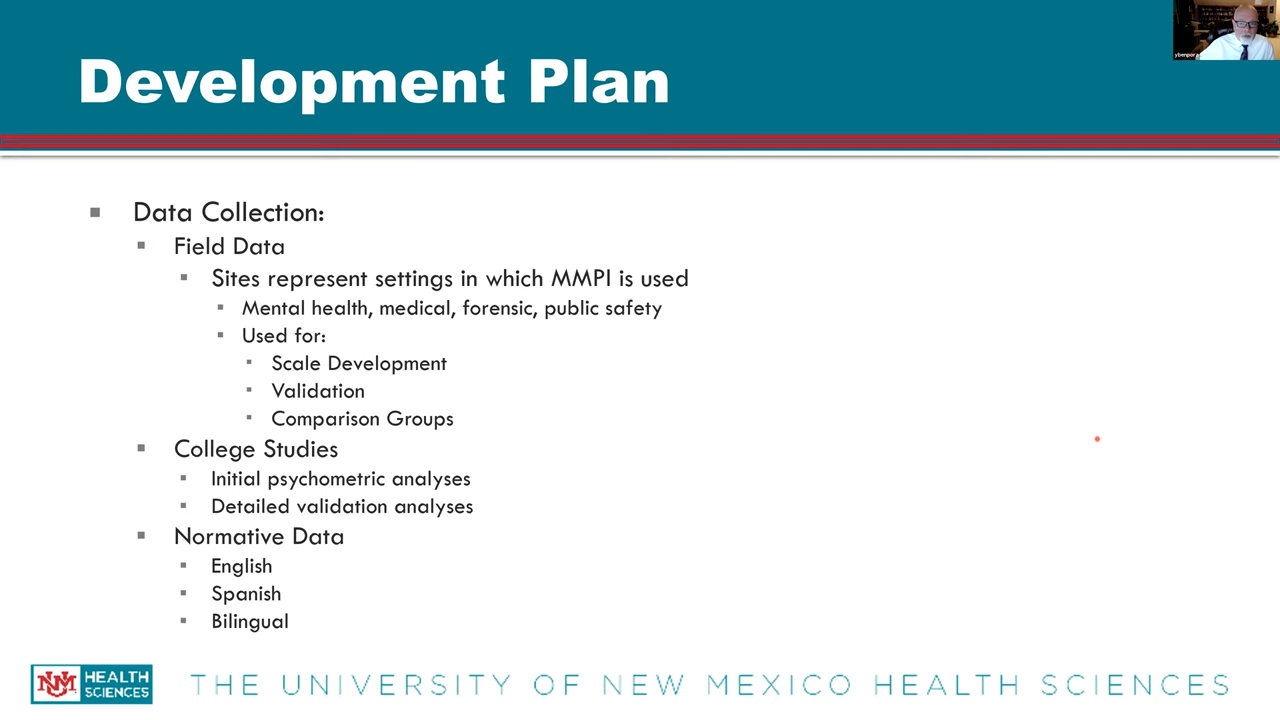 Development Plan
Data Collection:
Field Data
Sites represent settings in which MMPI is used
Mental health, medical, forensic, public safety
Used for:
Scale Development
Validation
Comparison Groups
College Studies
Initial psychometric analyses
Detailed validation analyses
Normative Data
English
Spanish
Bilingual
UNM HEALTH SCIENCES
THE UNIVERSITY OF NEW MEXICO HEALTH SCIENCES